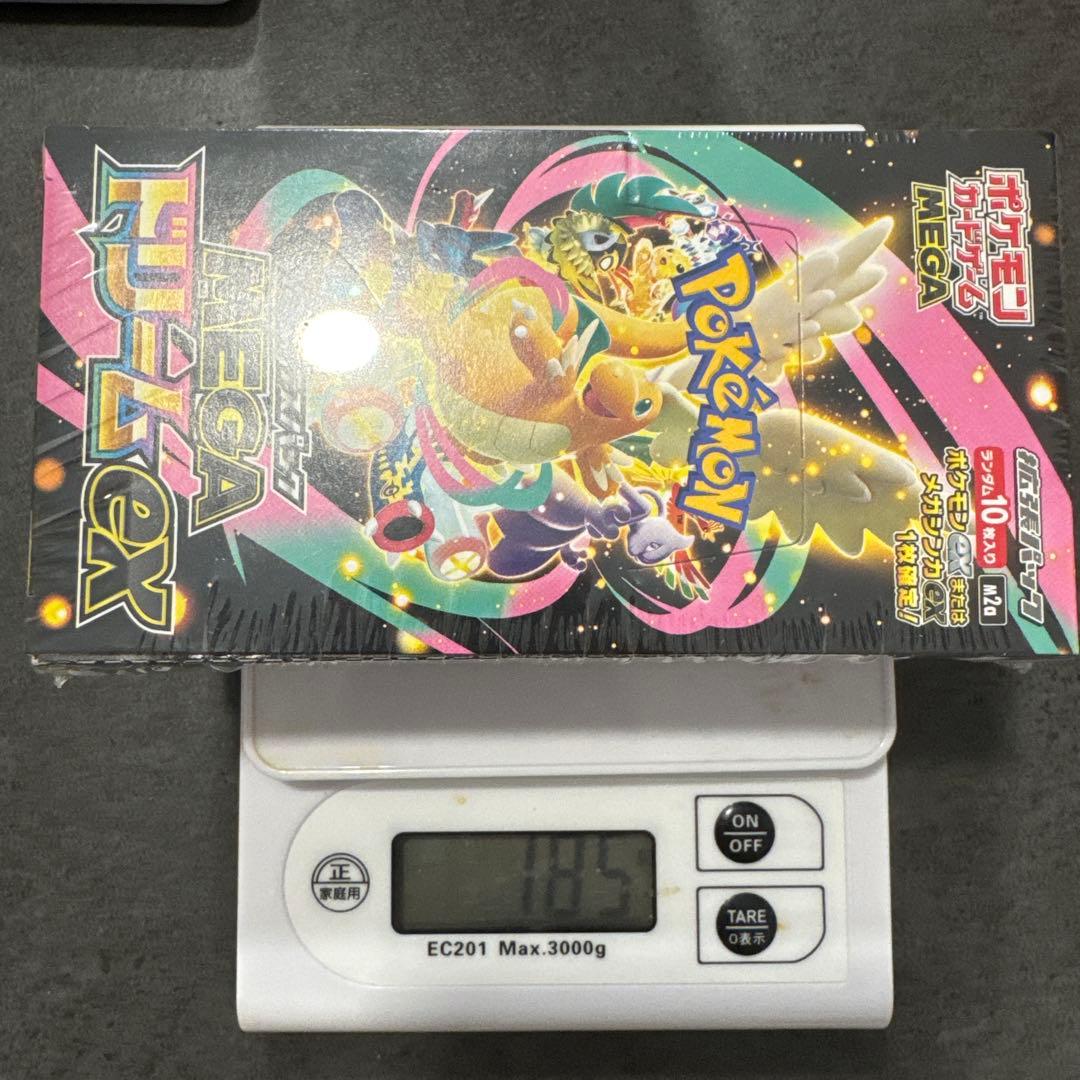 ポケモン
カードゲーム
MEGA
Pokémon
拡張パック
ランダム10枚入り
m2a
ポケモンexまたは
メガシンカex
1枚確定!
MEGA
ドリームex
185
正
家庭用
EC201 Max.3000g
ON
OFF
TARE
0表示